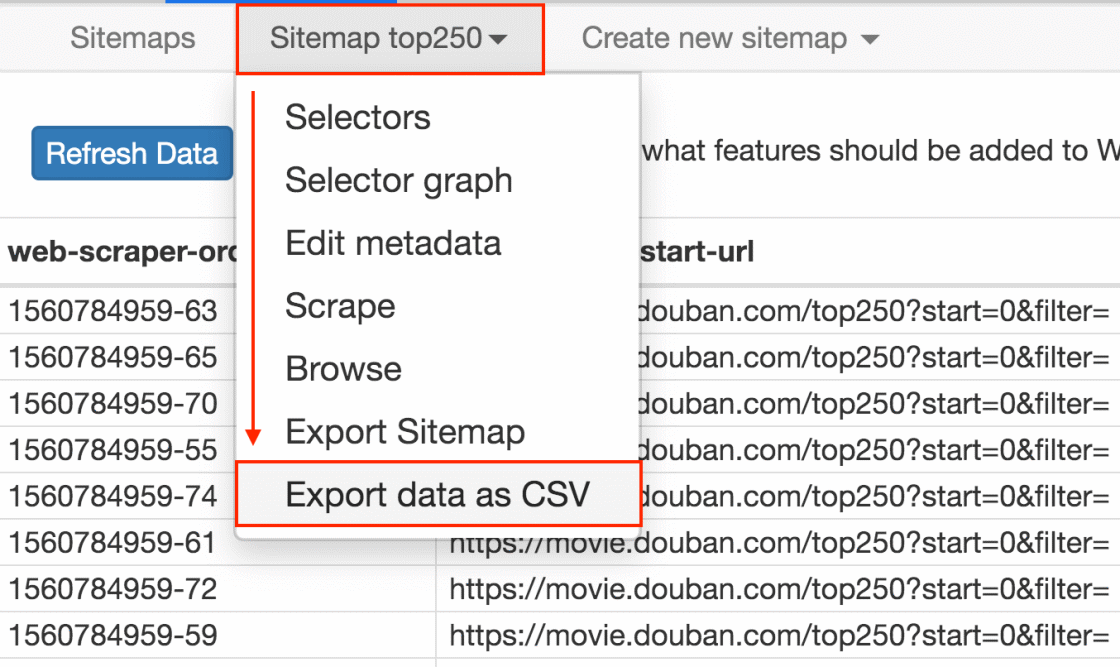 Sitemaps Sitemap top250 Create new sitemap
Selectors
Refresh Data what features should be added to W
Selector graph
Edit metadata
web-scraper-ord start-url
Scrape
1560784959-63 douban.com/top250?start=0&filter=
Browse
1560784959-65 douban.com/top250?start=0&filter=
1560784959-70 douban.com/top250?start=0&filter=
Export Sitemap
1560784959-55 douban.com/top250?start=0&filter=
Export data as CSV
1560784959-74 douban.com/top250?start=0&filter=
1560784959-61 https://movie.douban.com/top250?start=0&filter=
1560784959-72 https://movie.douban.com/top250?start=0&filter=
1560784959-59 https://movie.douban.com/top250?start=0&filter=